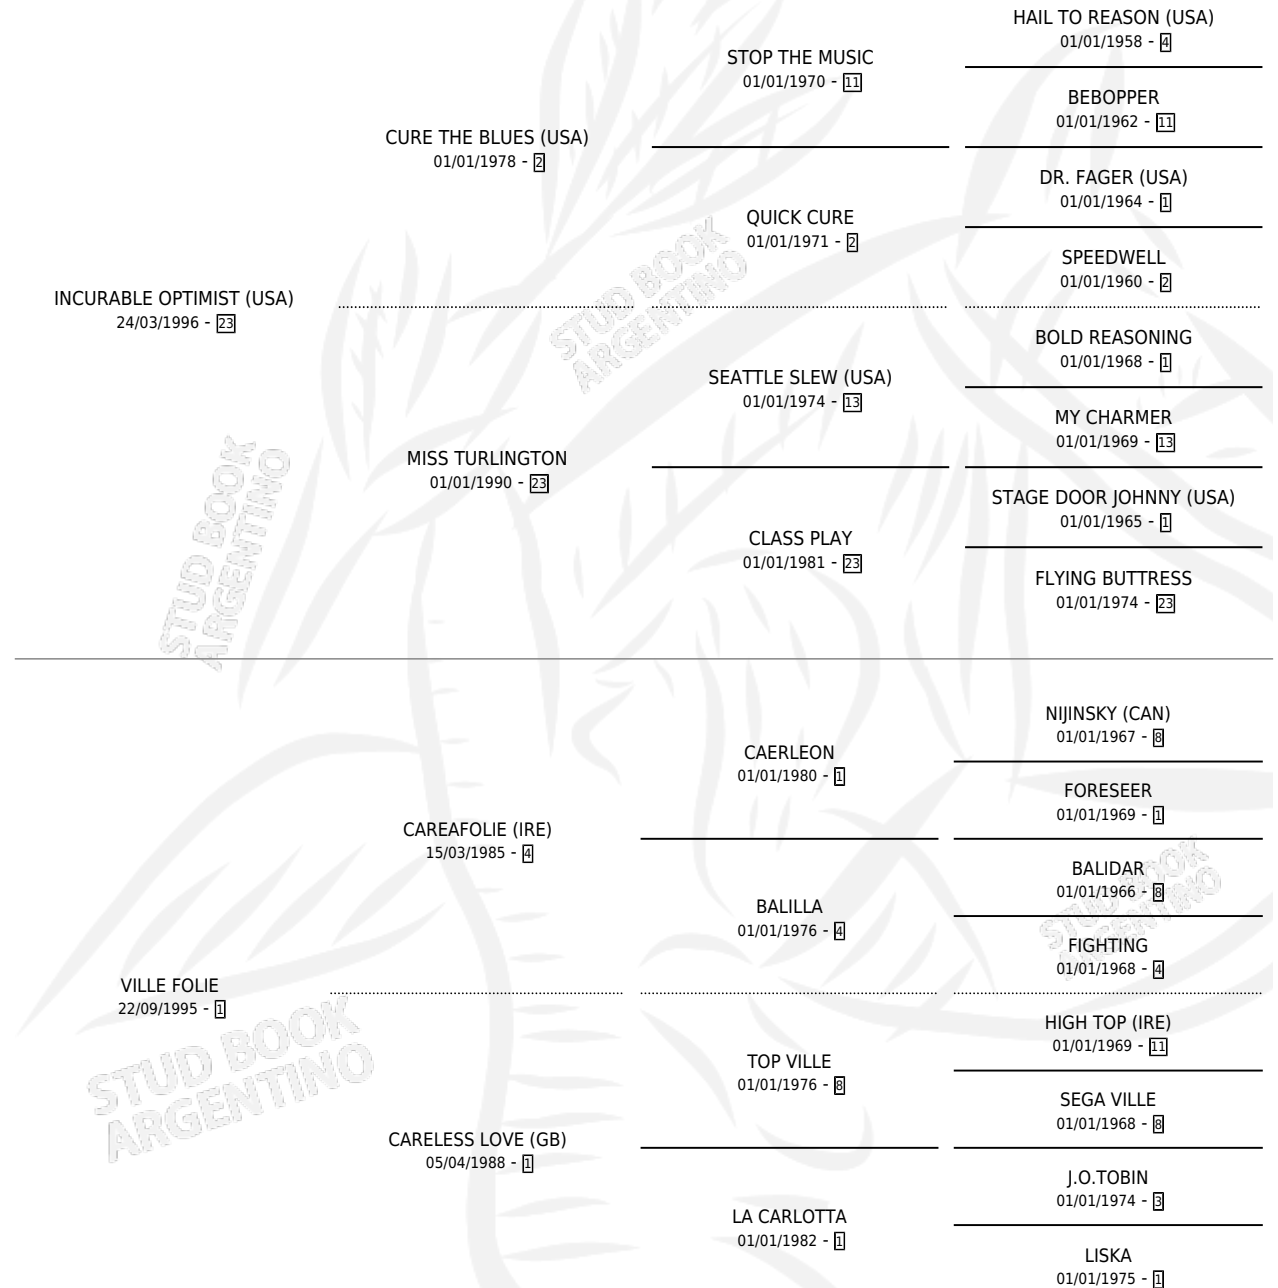 HAIL TO REASON (USA)
01/01/1958 - 4
STOP THE MUSIC
01/01/1970 - 11
BEBOPPER
01/01/1962 - 11
CURE THE BLUES (USA)
01/01/1978 - 2
DR. FAGER (USA)
01/01/1964 - 1
QUICK CURE
01/01/1971 - 2
SPEEDWELL
01/01/1960 - 2
INCURABLE OPTIMIST (USA)
24/03/1996 - 23
BOLD REASONING
01/01/1968 - 1
SEATTLE SLEW (USA)
01/01/1974 - 13
MY CHARMER
01/01/1969 - 13
MISS TURLINGTON
01/01/1990 - 23
STAGE DOOR JOHNNY (USA)
01/01/1965 - 1
CLASS PLAY
01/01/1981 - 23
FLYING BUTTRESS
01/01/1974 - 23
NIJINSKY (CAN)
01/01/1967 - 8
CAERLEON
01/01/1980 - 1
FORESEER
01/01/1969 - 1
CAREAFOLIE (IRE)
15/03/1985 - 4
BALIDAR
01/01/1966 - 8
BALILLA
01/01/1976 - 4
FIGHTING
01/01/1968 - 4
VILLE FOLIE
22/09/1995 - 1
HIGH TOP (IRE)
01/01/1969 - 11
TOP VILLE
01/01/1976 - 8
SEGA VILLE
01/01/1968 - 8
CARELESS LOVE (GB)
05/04/1988 - 1
J.O.TOBIN
01/01/1974 - 3
LA CARLOTTA
01/01/1982 - 1
LISKA
01/01/1975 - 1
STUD BOOK
ARGENTINO
STUD BOOK
ARGENTINO
STUD BOOK
ARGENTINO
STUD BOOK
ARGENTINO